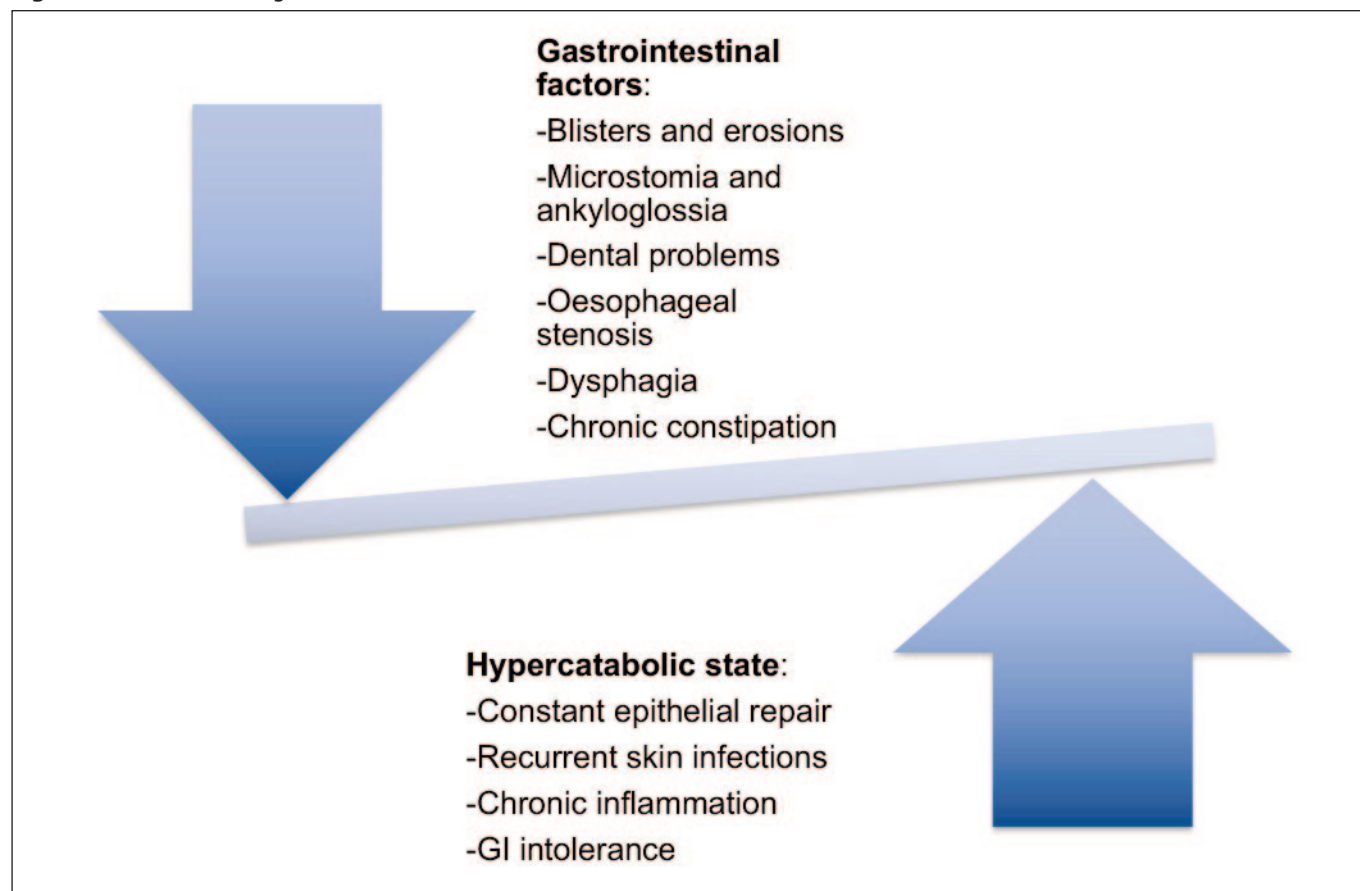 Gastrointestinal
factors:
-Blisters and erosions
-Microstomia and
ankyloglossia
-Dental problems
-Oesophageal
stenosis
-Dysphagia
-Chronic constipation
Hypercatabolic state:
-Constant epithelial repair
-Recurrent skin infections
-Chronic inflammation
-GI intolerance